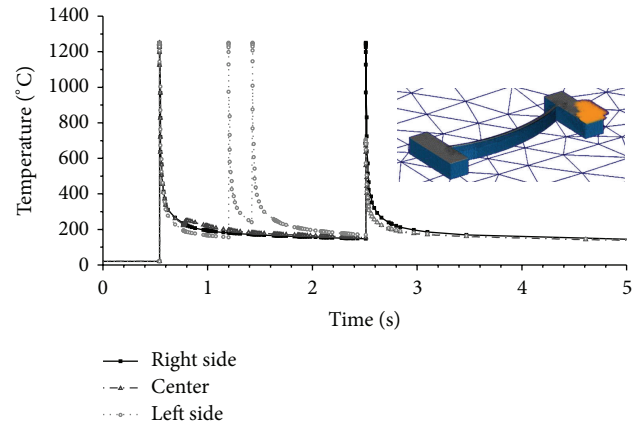 1400
1200
1000
800
600
400
200
0
Temperature (°C)
0 1 2 3 4 5
Time (s)
Right side
Center
Left side